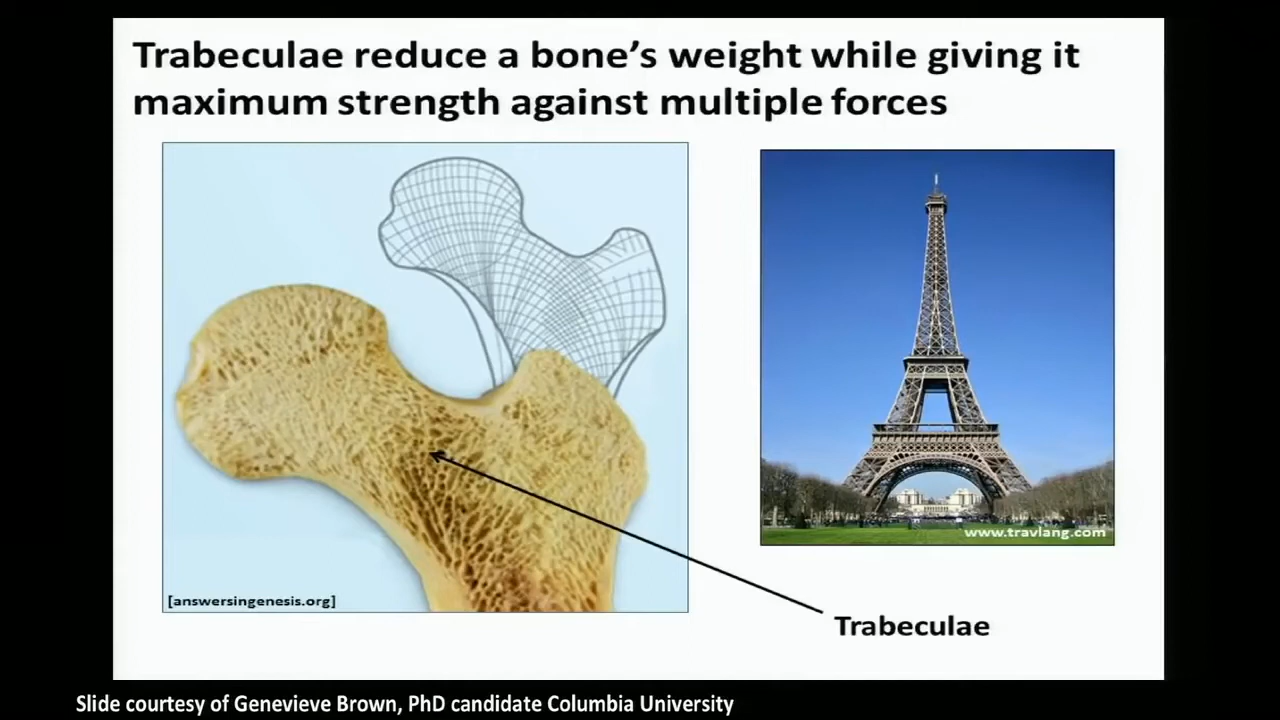 Trabeculae reduce a bone’s weight while giving it
maximum strength against multiple forces
[answersingenesis.org]
www.travlang.com
Trabeculae
Slide courtesy of Genevieve Brown, PhD candidate Columbia University